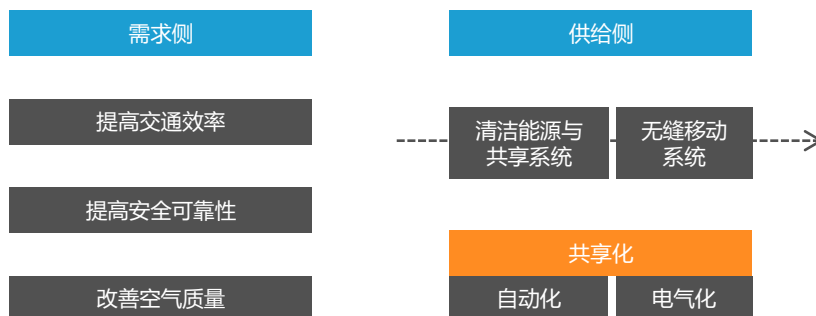 需求侧
提高交通效率
提高安全可靠性
改善空气质量
供给侧
清洁能源与
共享系统
无缝移动
系统
共享化
自动化
电气化